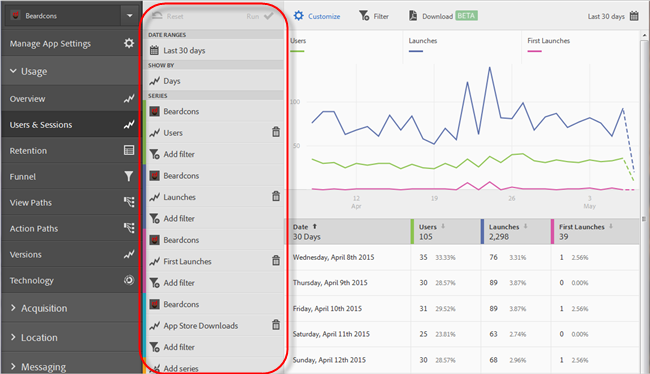 Beardcons
Manage App Settings
Usage
Overview
Users & Sessions
Retention
Funnel
View Paths
Action Paths
Versions
Technology
Acquisition
Location
Messaging
Reset Run
DATE RANGES
Last 30 days
SHOW BY
Days
SERIES
Beardcons
Users
Add filter
Beardcons
Launches
Add filter
Beardcons
First Launches
Add filter
Beardcons
App Store Downloads
Add filter
Add series
Customize Filter Download BETA Last 30 days
Users Launches First Launches
100
50
12 19 26 3
Apr May
Date Users Launches First Launches
30 Days 105 2,298 39
Wednesday, April 8th 2015 35 33.33% 76 3.31% 1 2.56%
Thursday, April 9th 2015 30 28.57% 89 3.87% 0 0.00%
Friday, April 10th 2015 31 29.52% 89 3.87% 1 2.56%
Saturday, April 11th 2015 25 23.81% 63 2.74% 0 0.00%
Sunday, April 12th 2015 30 28.57% 68 2.96% 1 2.56%